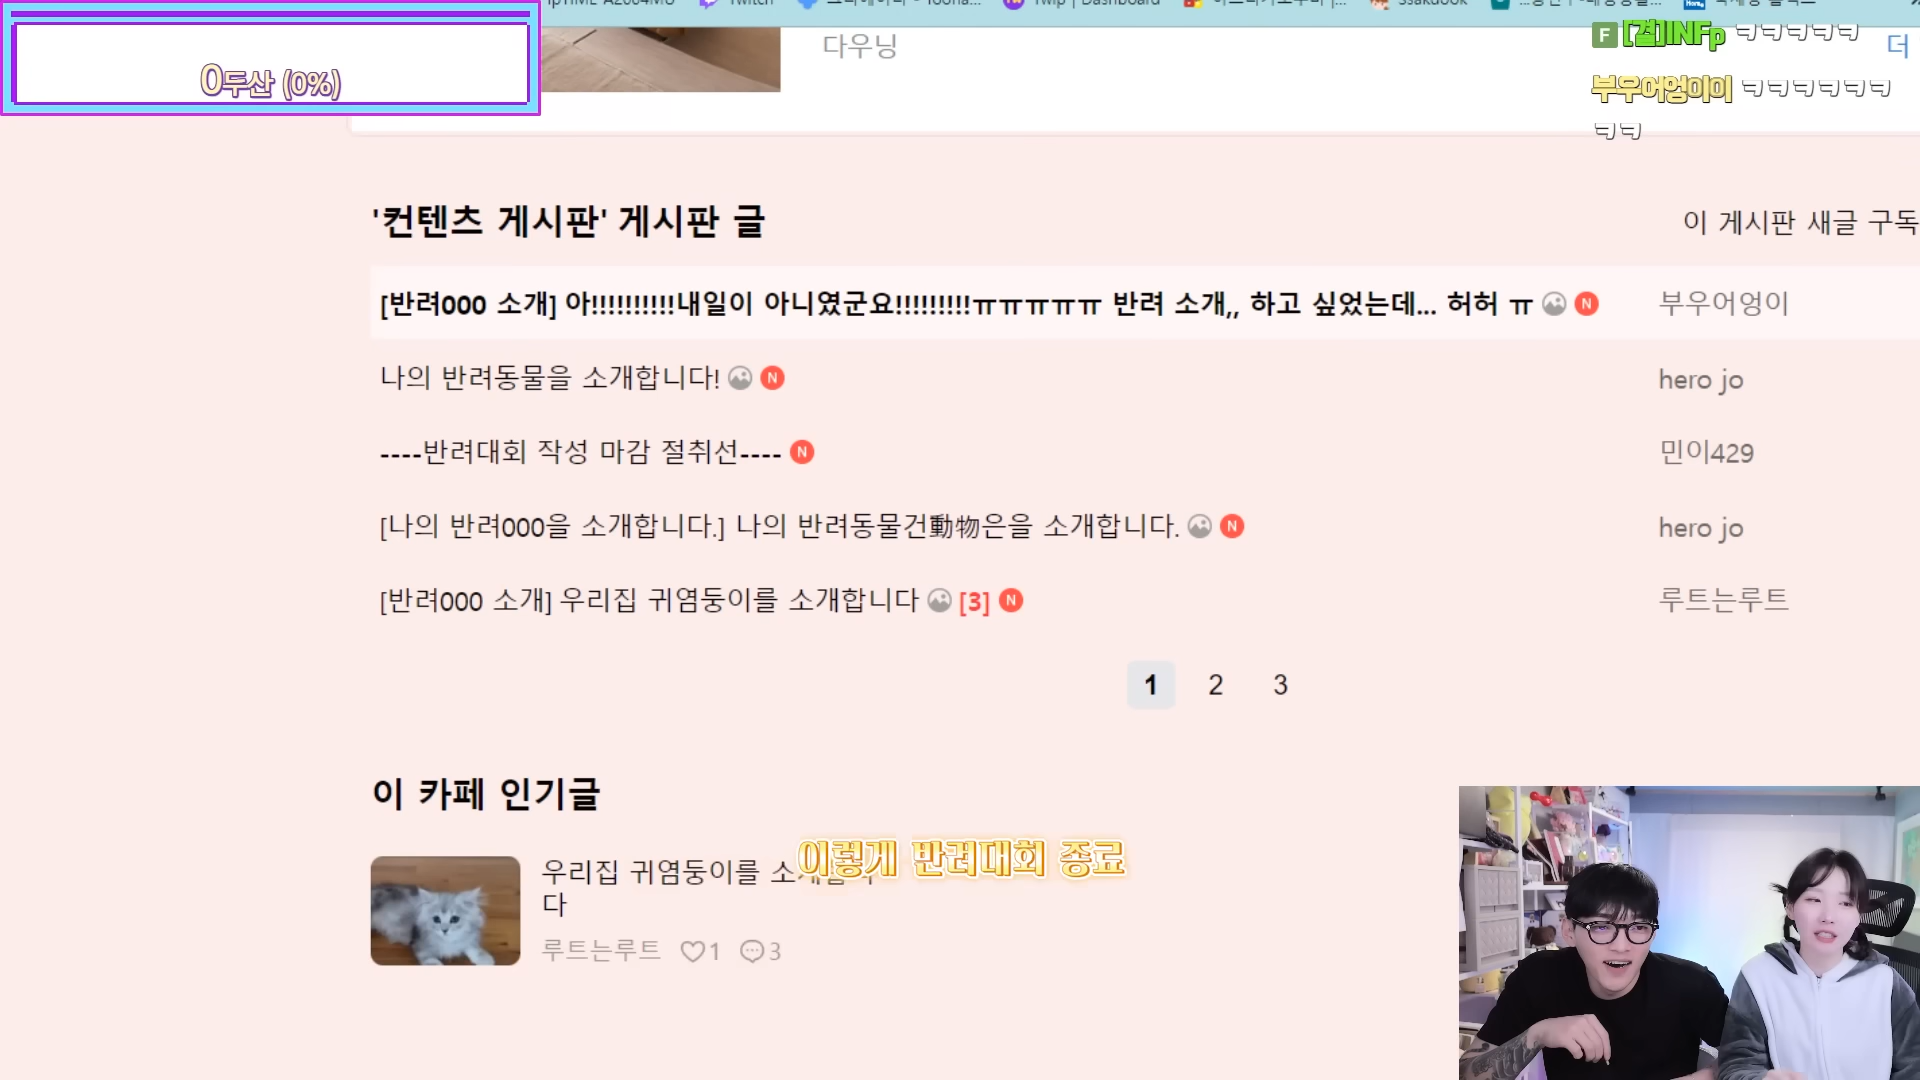 Twitch
Twip | Dashboard
ssakdook
0두산 (0%)
다우닝
더
F [결]INFp ㅋㅋㅋㅋㅋ
부우어엉이이 ㅋㅋㅋㅋㅋㅋ
ㅋㅋ
'컨텐츠 게시판' 게시판 글
이 게시판 새글 구독
[반려000 소개] 아!!!!!!!!!!내일이 아니였군요!!!!!!!!!ㅠㅠㅠㅠㅠ 반려 소개,, 하고 싶었는데... 허허 ㅠ N 부우어엉이
나의 반려동물을 소개합니다! N hero jo
----반려대회 작성 마감 절취선---- N 민이429
[나의 반려000을 소개합니다.] 나의 반려동물건動物은을 소개합니다. N hero jo
[반려000 소개] 우리집 귀염둥이를 소개합니다 [3] N 루트는루트
1 2 3
이 카페 인기글
우리집 귀염둥이를
다
루트는루트 1 3
이렇게 반려대회 종료